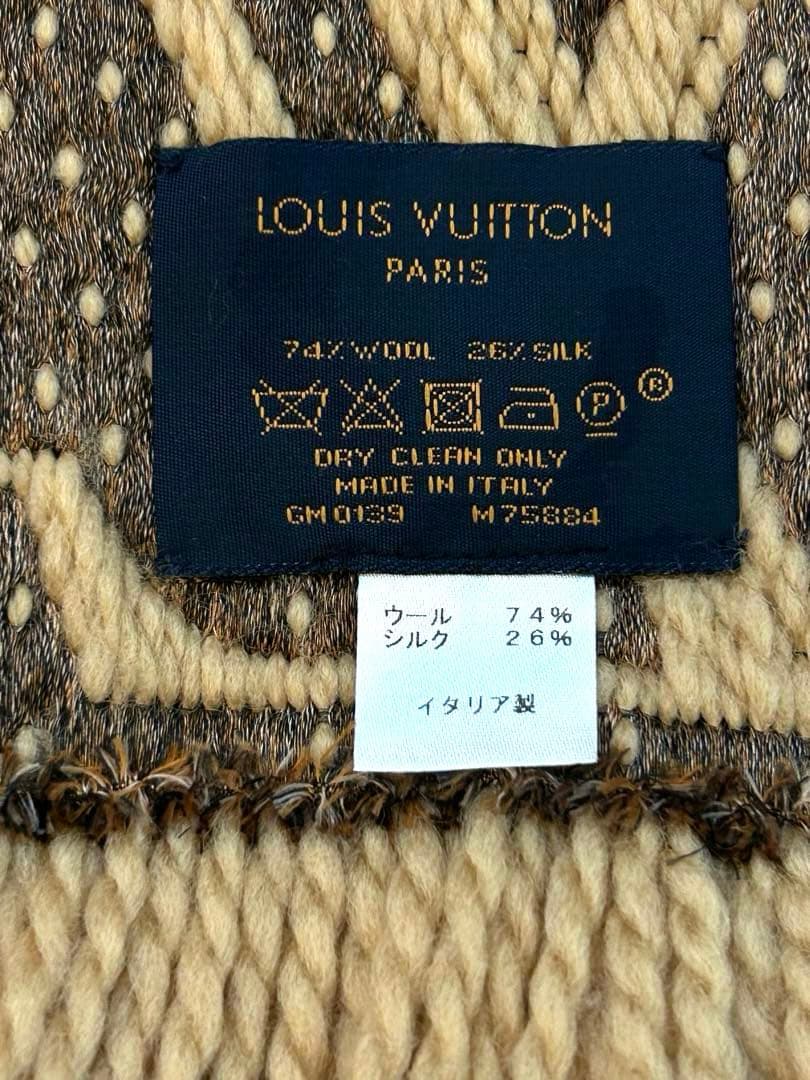 LOUIS VUITTON
PARIS
74% WOOL 26% SILK
P ®
DRY CLEAN ONLY
MADE IN ITALY
GM0139 M75884
ウール 74%
シルク 26%
イタリア製